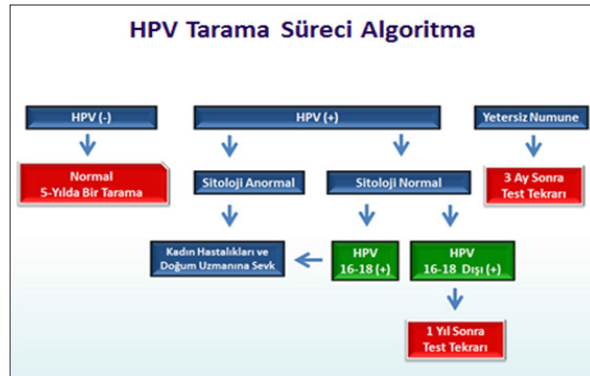 HPV Tarama Süreci Algoritma
HPV (-)
HPV (+)
Yetersiz Numune
Normal
5-Yılda Bir Tarama
Sitoloji Anormal
Sitoloji Normal
3 Ay Sonra
Test Tekrarı
Kadın Hastalıkları ve
Doğum Uzmanına Sevk
HPV
16-18 (+)
HPV
16-18 Dışı (+)
1 Yıl Sonra
Test Tekrarı